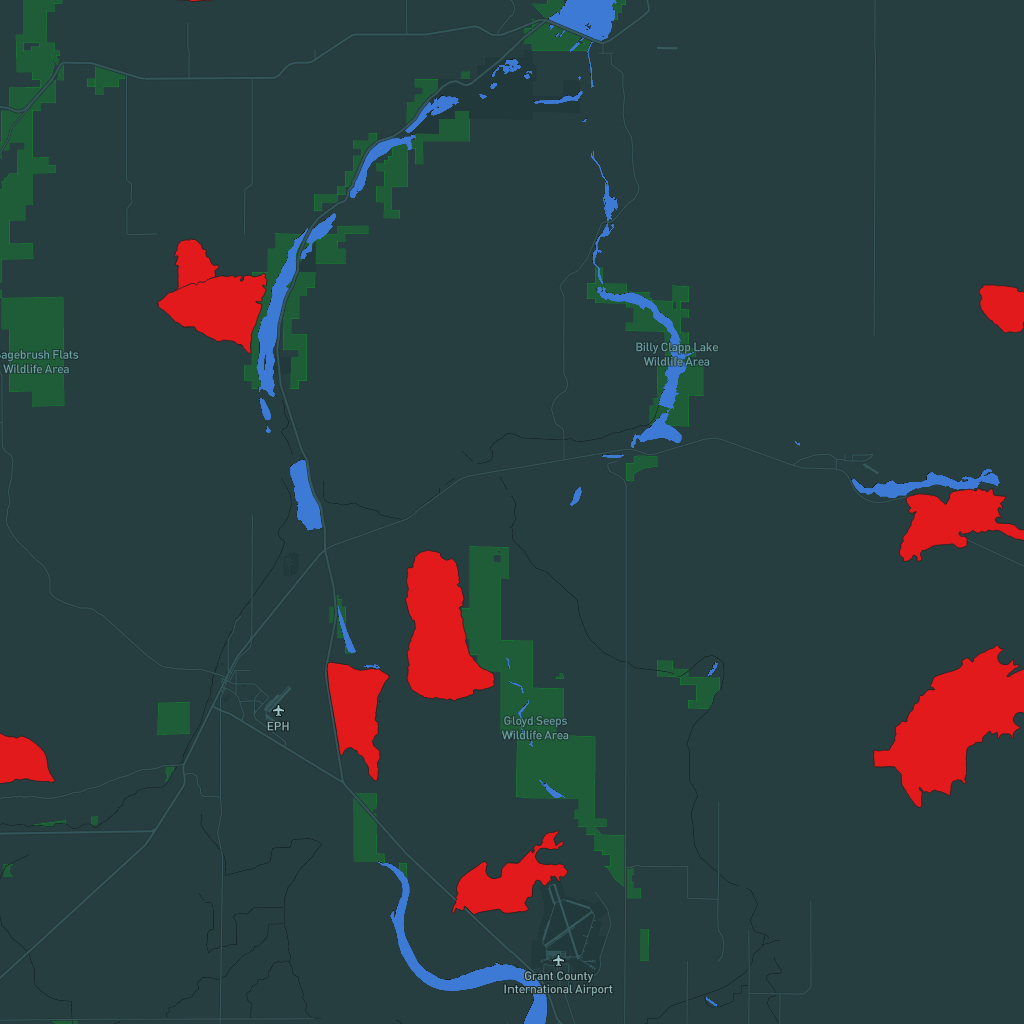 Billy Clapp Lake
Wildlife Area
agebrush Flats
Wildlife Area
Gloyd Seeps
Wildlife Area
EPH
Grant County
International Airport